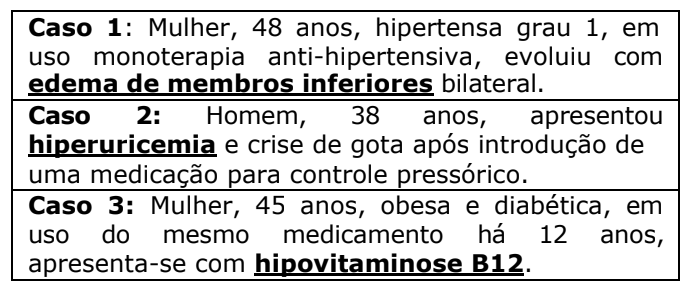 Caso 1: Mulher, 48 anos, hipertensa grau 1, em
uso monoterapia anti-hipertensiva, evoluiu com
edema de membros inferiores bilateral.
Caso 2: Homem, 38 anos, apresentou
hiperuricemia e crise de gota após introdução de
uma medicação para controle pressórico.
Caso 3: Mulher, 45 anos, obesa e diabética, em
uso do mesmo medicamento há 12 anos,
apresenta-se com hipovitaminose B12.